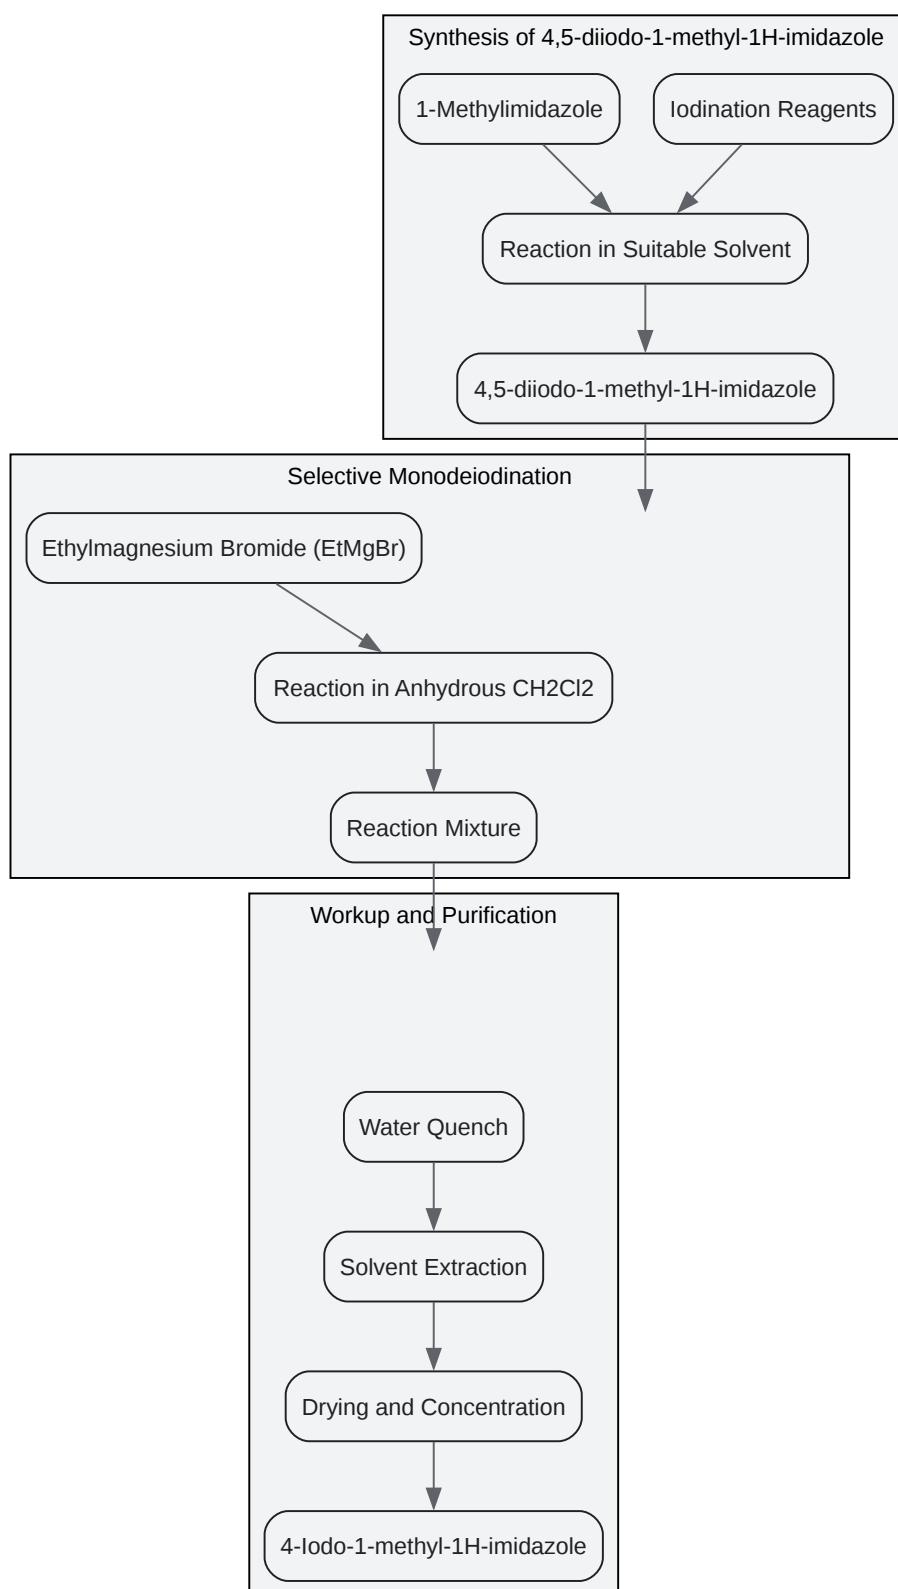 Synthesis of 4,5-diiodo-1-methyl-1H-imidazole
1-Methylimidazole
Iodination Reagents
Reaction in Suitable Solvent
4,5-diiodo-1-methyl-1H-imidazole
Selective Monodeiodination
Ethylmagnesium Bromide (EtMgBr)
Reaction in Anhydrous CH2Cl2
Reaction Mixture
Workup and Purification
Water Quench
Solvent Extraction
Drying and Concentration
4-Iodo-1-methyl-1H-imidazole